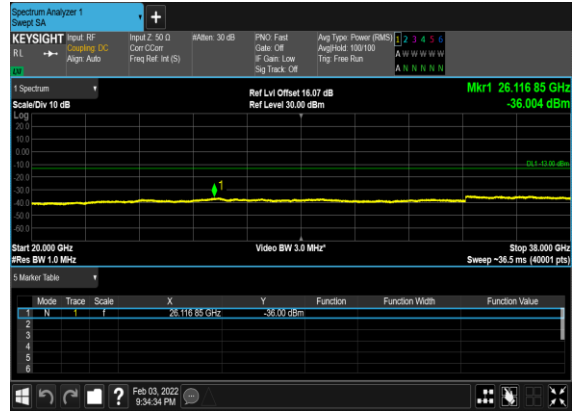 Spectrum Analyzer 1
Swept SA
+
KEYSIGHT Input: RF Input Z: 50 Ω #Atten: 30 dB PNO: Fast Avg Type: Power (RMS) 1 2 3 4 5 6
RL Coupling: DC Corr CCorr Gate: Off Avg|Hold: 100/100 A W W W W W
Align: Auto Freq Ref: Int (S) IF Gain: Low Trig: Free Run
LXI Sig Track: Off A N N N N N
1 Spectrum Ref Lvl Offset 16.07 dB Mkr1 26.116 85 GHz
Scale/Div 10 dB Ref Level 30.00 dBm -36.004 dBm
Log
20.0
10.0
0.00
-10.0 DL1 -13.00 dBm
-20.0
-30.0 1
-40.0
-50.0
-60.0
Start 20.000 GHz Video BW 3.0 MHz* Stop 38.000 GHz
#Res BW 1.0 MHz Sweep ~36.5 ms (40001 pts)
5 Marker Table
Mode Trace Scale X Y Function Function Width Function Value
1 N 1 f 26.116 85 GHz -36.00 dBm
2
3
4
5
6
? Feb 03, 2022
9:34:34 PM